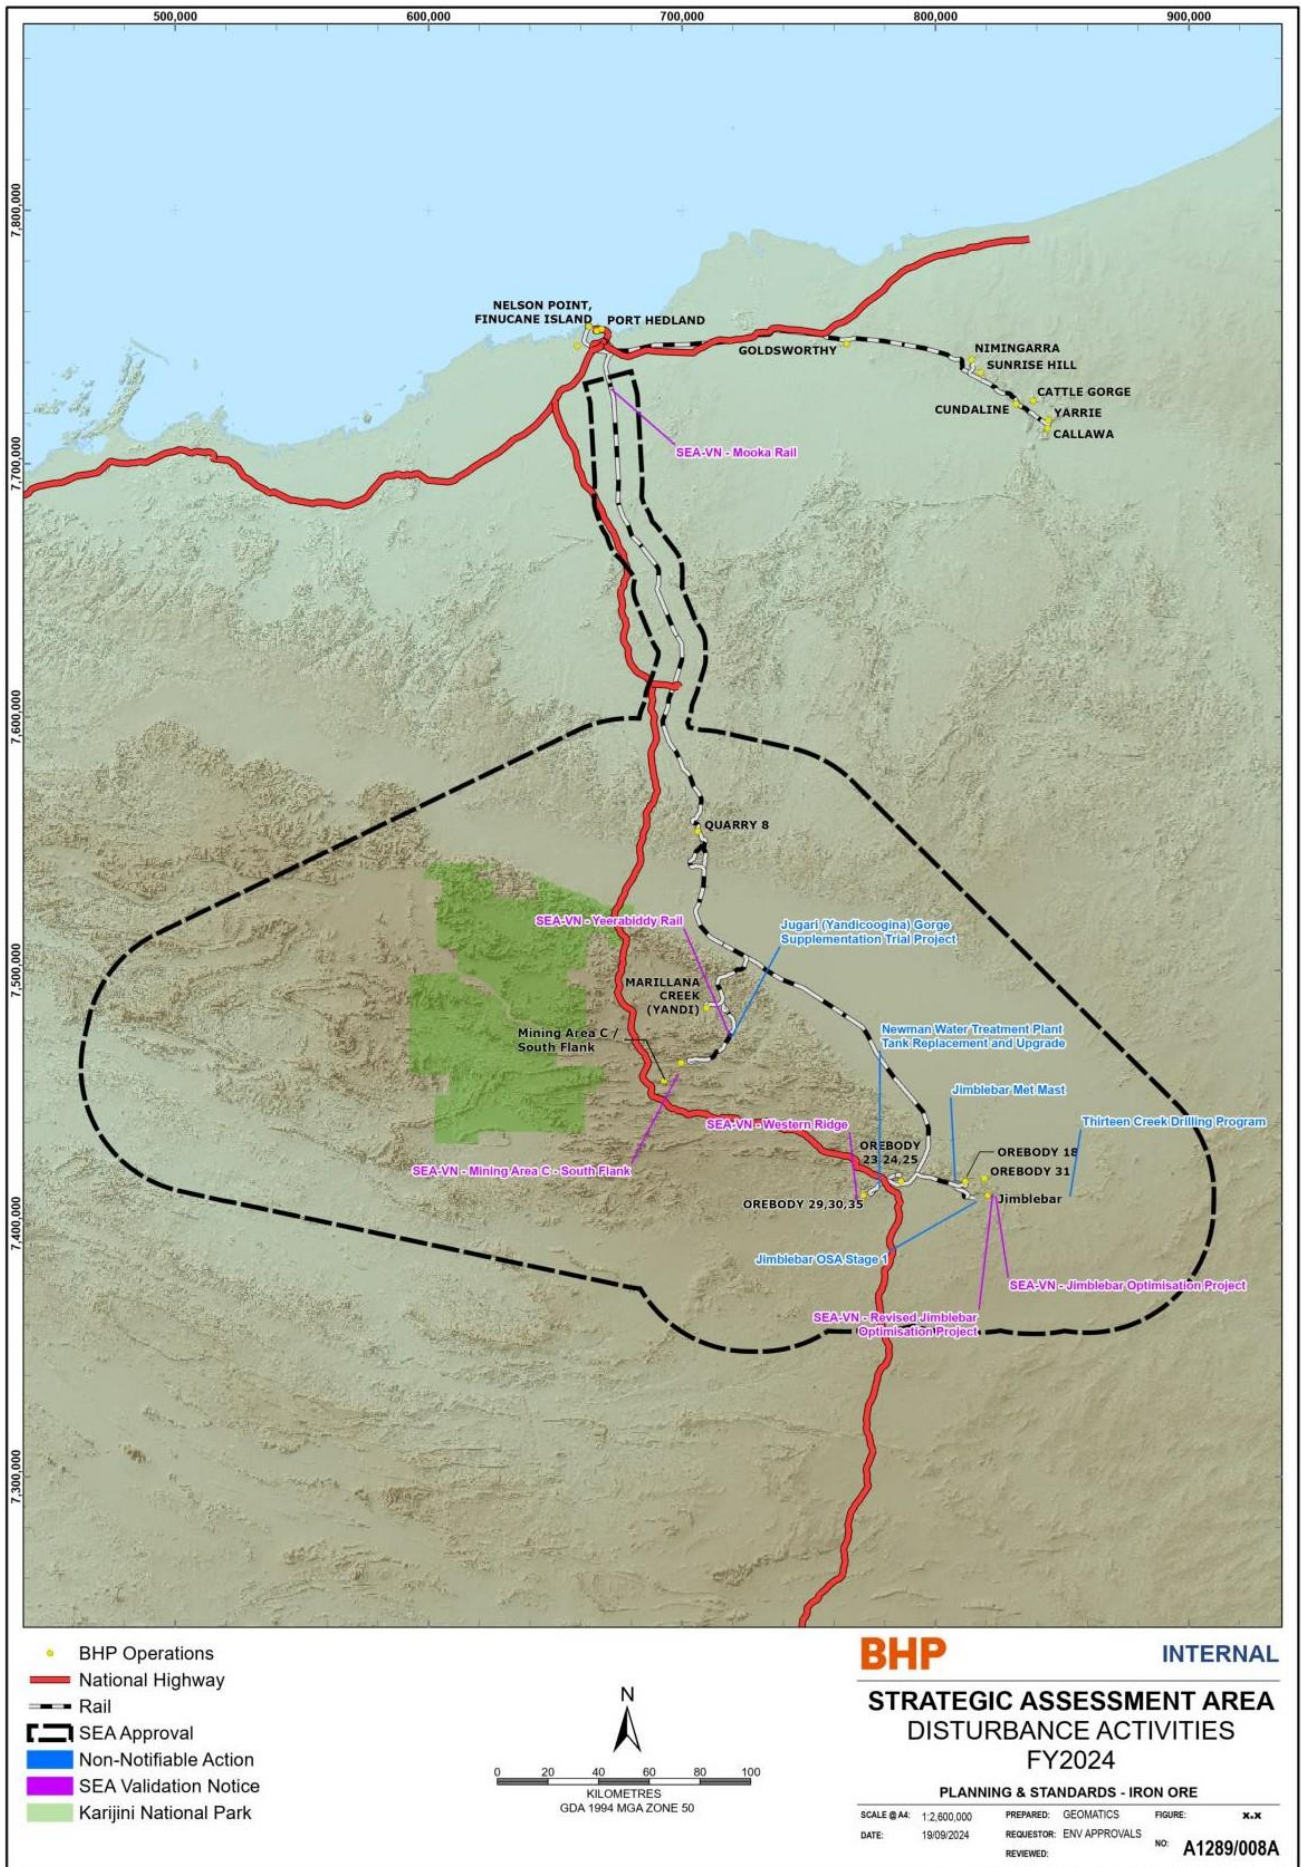 500,000
600,000
700,000
800,000
900,000
7,800,000
7,700,000
7,600,000
7,500,000
7,400,000
7,300,000
NELSON POINT,
FINUCANE ISLAND
PORT HEDLAND
GOLDSWORTHY
NIMINGARRA
SUNRISE HILL
CATTLE GORGE
CUNDALINE
YARRIE
CALLAWA
SEA-VN - Mooka Rail
QUARRY 8
SEA-VN - Yeerabiddy Rail
Jugari (Yandicoogina) Gorge
Supplementation Trial Project
MARILLANA
CREEK
(YANDI)
Mining Area C /
South Flank
Newman Water Treatment Plant
Tank Replacement and Upgrade
Jimblebar Met Mast
Thirteen Creek Drilling Program
SEA-VN - Western Ridge
OREBODY
23,24,25
OREBODY 18
OREBODY 31
SEA-VN - Mining Area C - South Flank
OREBODY 29,30,35
Jimblebar
Jimblebar OSA Stage 1
SEA-VN - Jimblebar Optimisation Project
SEA-VN - Revised Jimblebar
Optimisation Project
BHP Operations
National Highway
Rail
SEA Approval
Non-Notifiable Action
SEA Validation Notice
Karijini National Park
N
0 20 40 60 80 100
KILOMETRES
GDA 1994 MGA ZONE 50
BHP
INTERNAL
STRATEGIC ASSESSMENT AREA
DISTURBANCE ACTIVITIES
FY2024
PLANNING & STANDARDS - IRON ORE
SCALE @ A4: 1:2,600,000 PREPARED: GEOMATICS FIGURE: x.x
DATE: 19/09/2024 REQUESTOR: ENV APPROVALS NO: A1289/008A
REVIEWED: